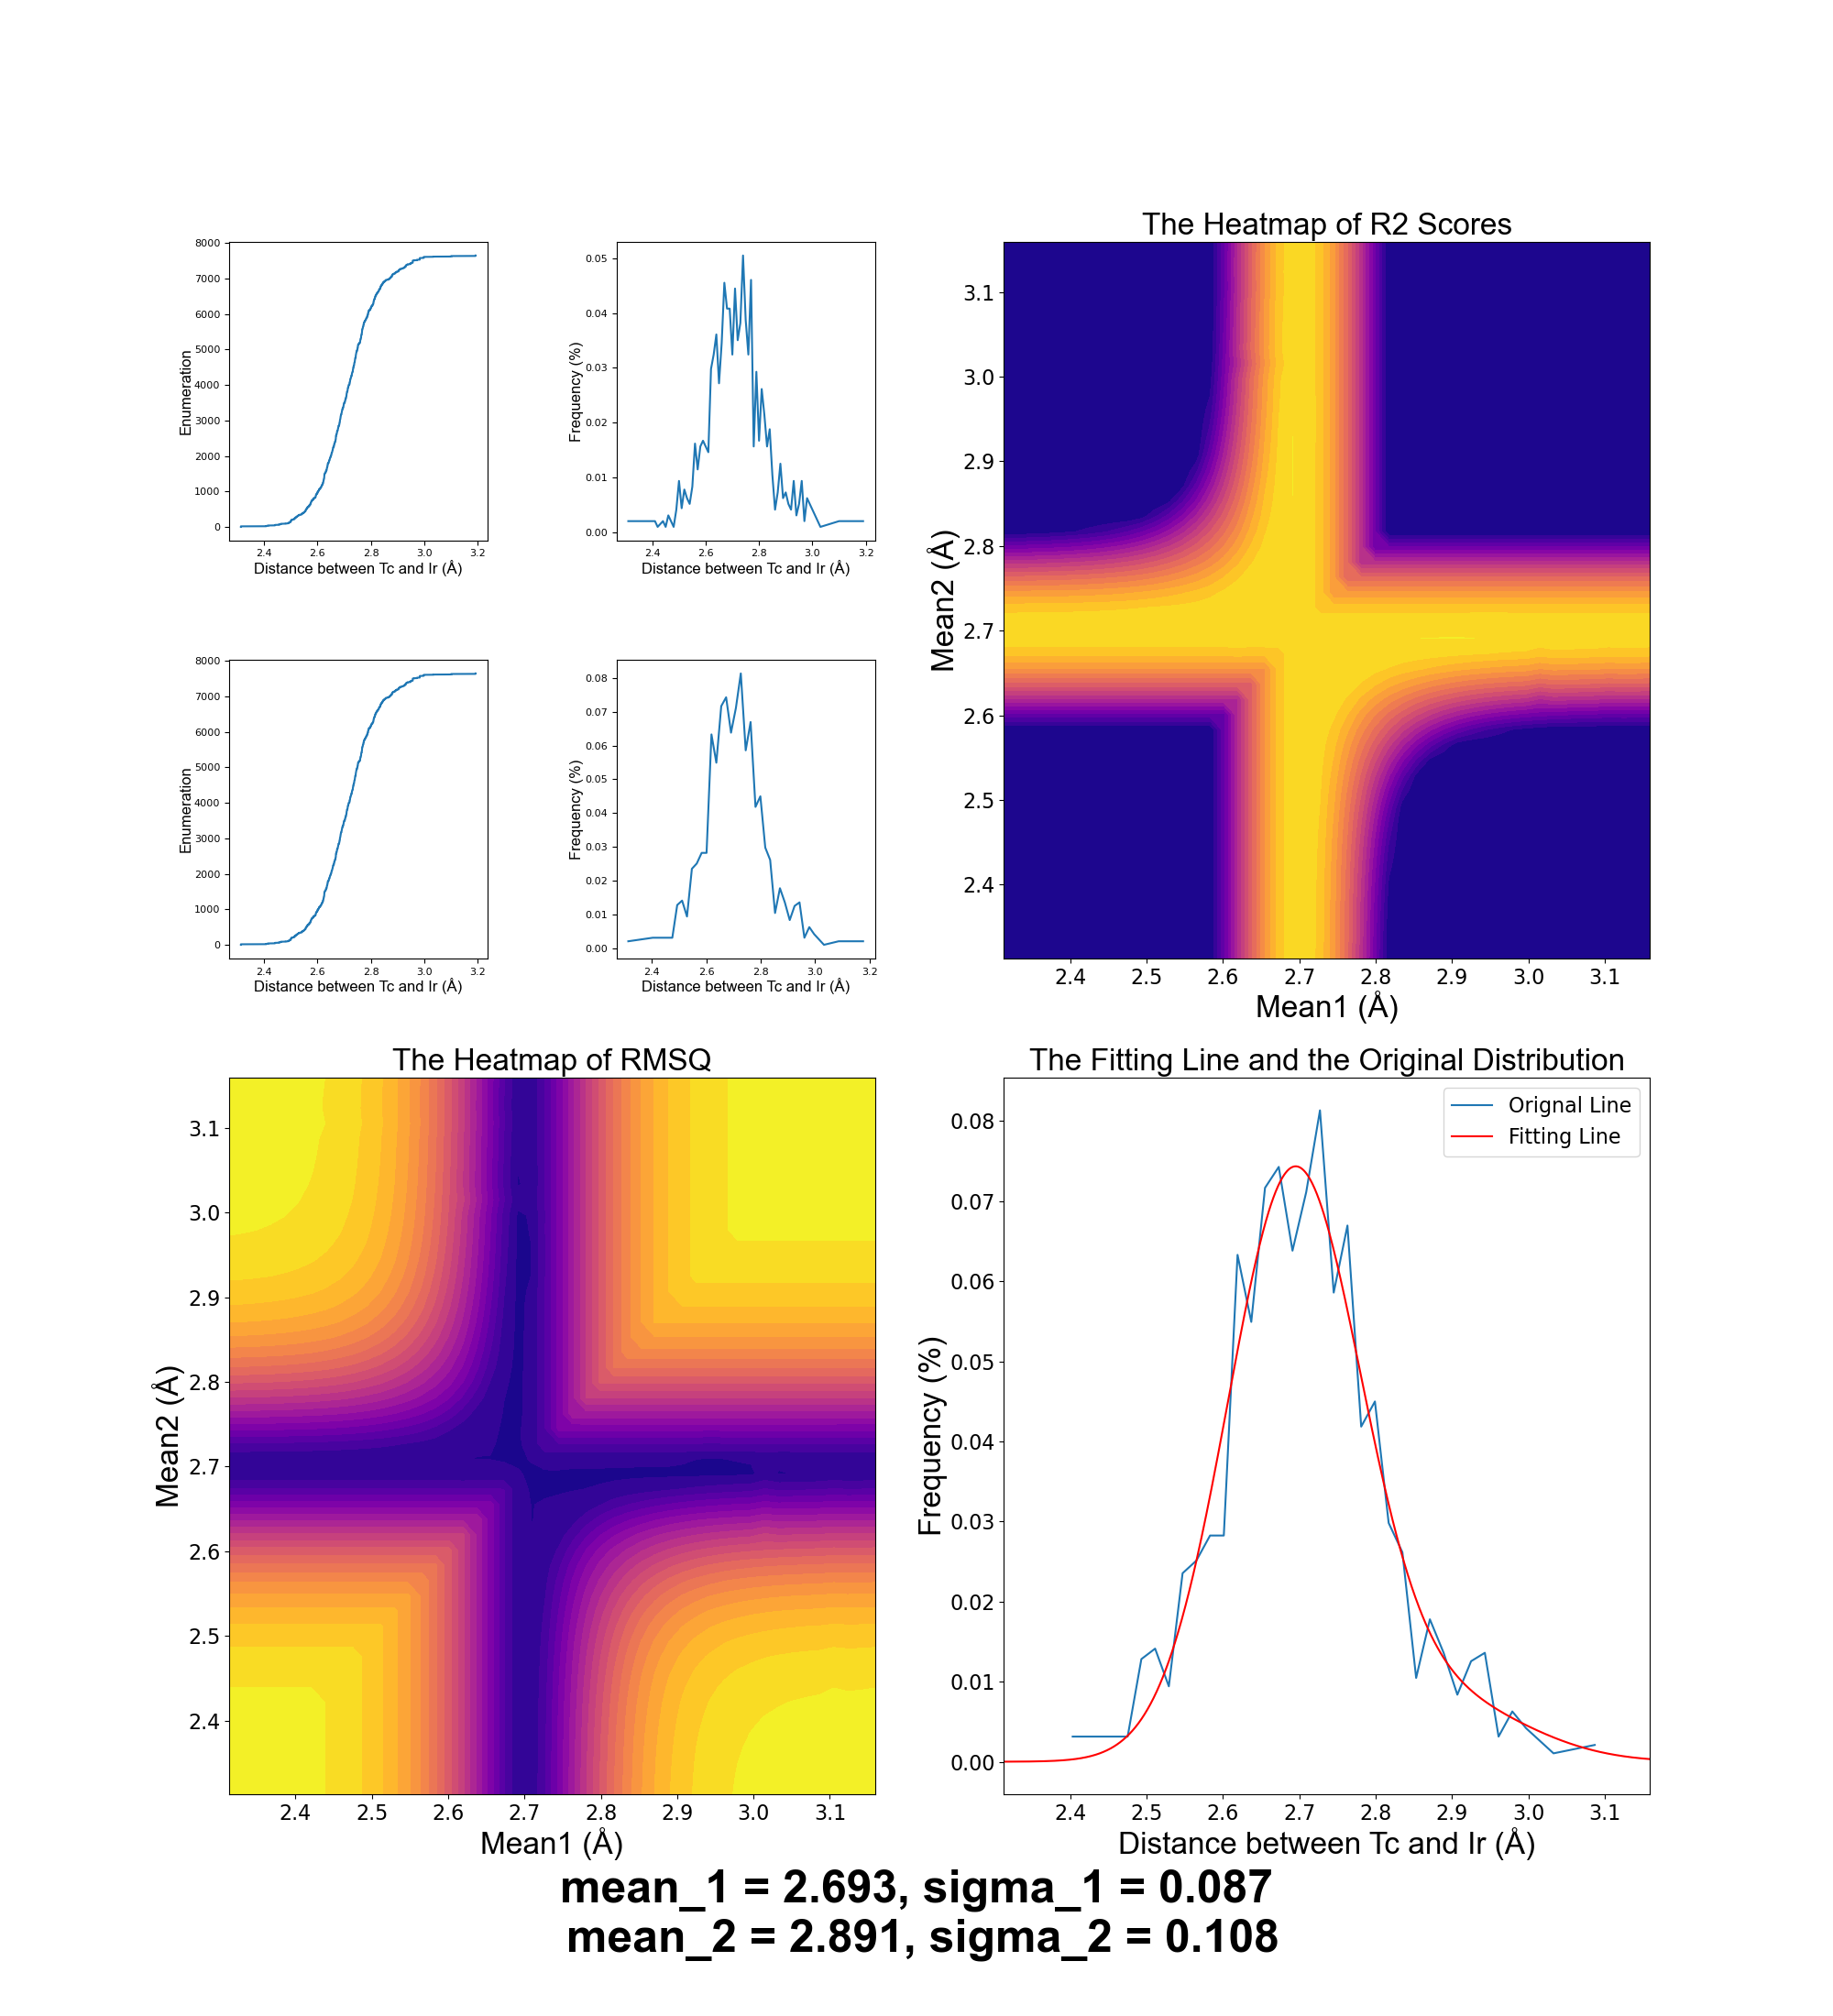 8000
7000
6000
5000
4000
3000
2000
1000
0
Enumeration
2.4 2.6 2.8 3.0 3.2
Distance between Tc and Ir (Å)
0.05
0.04
0.03
0.02
0.01
0.00
Frequency (%)
2.4 2.6 2.8 3.0 3.2
Distance between Tc and Ir (Å)
8000
7000
6000
5000
4000
3000
2000
1000
0
Enumeration
2.4 2.6 2.8 3.0 3.2
Distance between Tc and Ir (Å)
0.08
0.07
0.06
0.05
0.04
0.03
0.02
0.01
0.00
Frequency (%)
2.4 2.6 2.8 3.0 3.2
Distance between Tc and Ir (Å)
The Heatmap of R2 Scores
3.1
3.0
2.9
2.8
2.7
2.6
2.5
2.4
Mean2 (Å)
2.4 2.5 2.6 2.7 2.8 2.9 3.0 3.1
Mean1 (Å)
The Heatmap of RMSQ
3.1
3.0
2.9
2.8
2.7
2.6
2.5
2.4
Mean2 (Å)
2.4 2.5 2.6 2.7 2.8 2.9 3.0 3.1
Mean1 (Å)
The Fitting Line and the Original Distribution
Orignal Line
Fitting Line
0.08
0.07
0.06
0.05
0.04
0.03
0.02
0.01
0.00
Frequency (%)
2.4 2.5 2.6 2.7 2.8 2.9 3.0 3.1
Distance between Tc and Ir (Å)
mean_1 = 2.693, sigma_1 = 0.087
mean_2 = 2.891, sigma_2 = 0.108